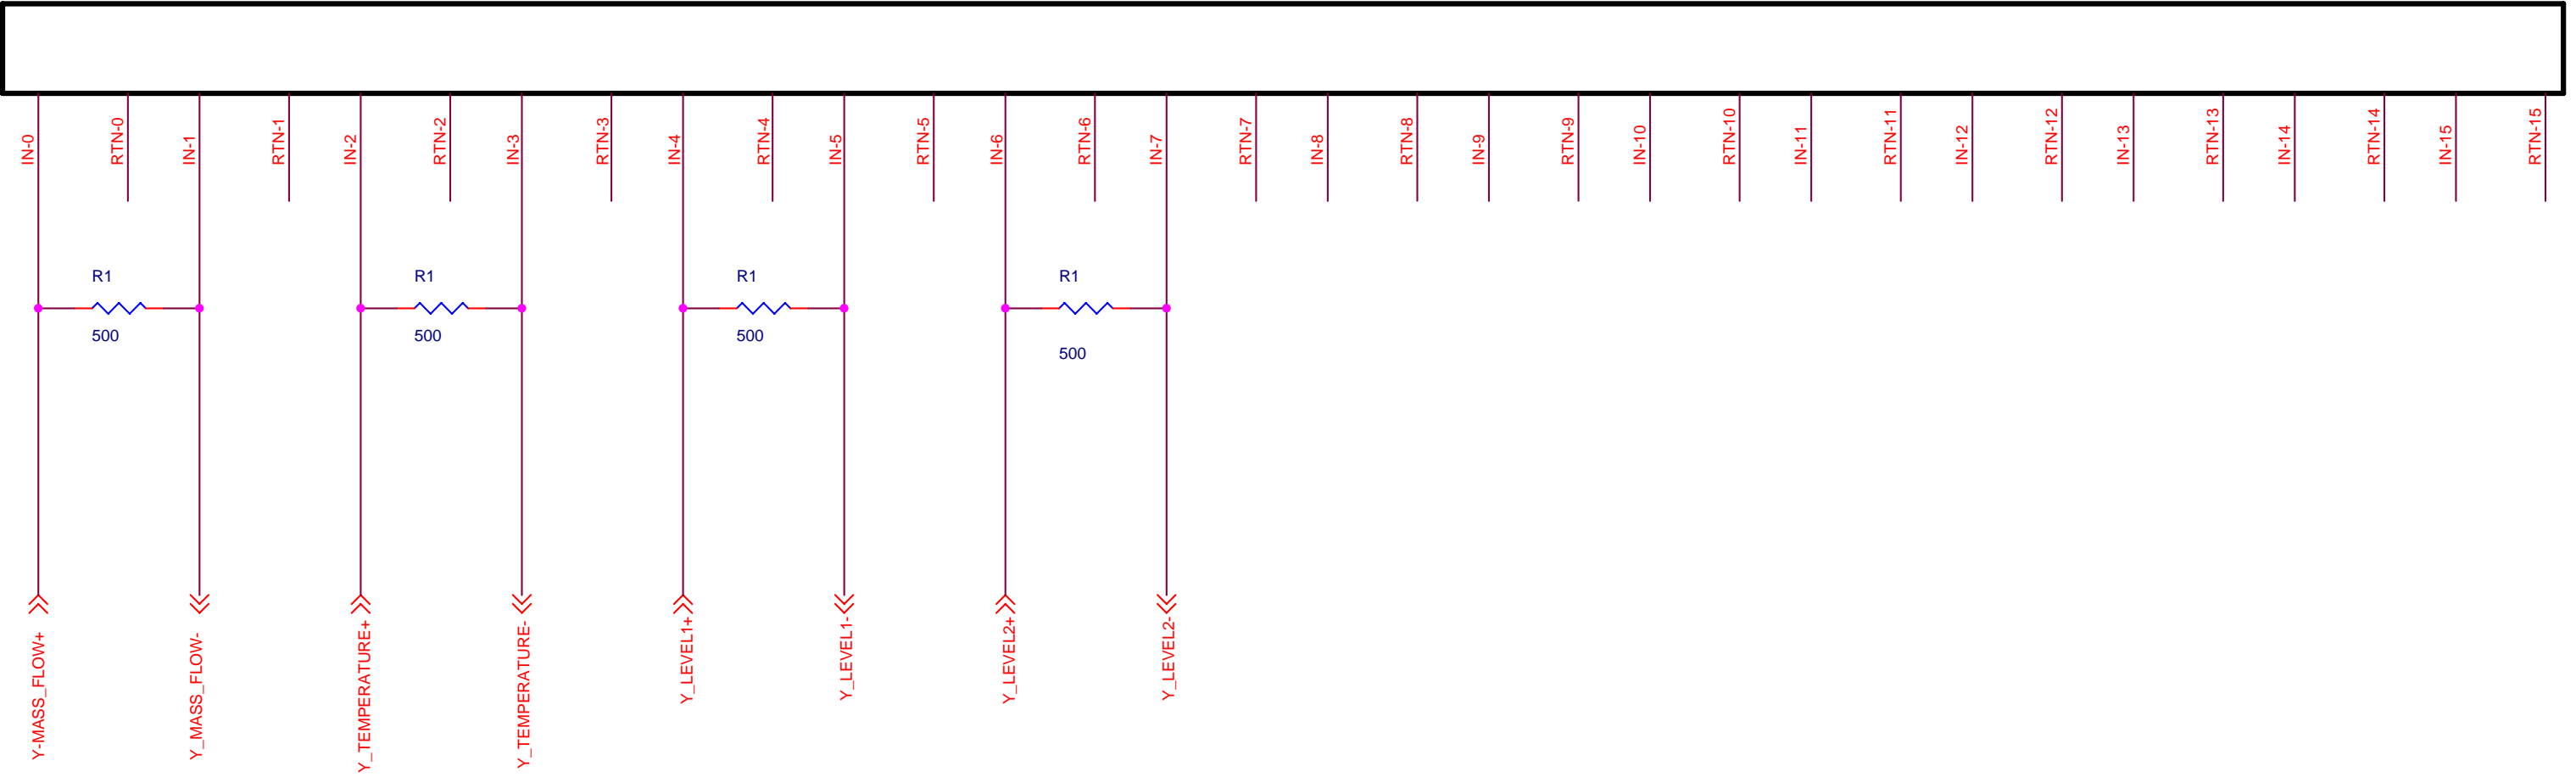 IN-0
RTN-0
IN-1
RTN-1
IN-2
RTN-2
IN-3
RTN-3
IN-4
RTN-4
IN-5
RTN-5
IN-6
RTN-6
IN-7
RTN-7
IN-8
RTN-8
IN-9
RTN-9
IN-10
RTN-10
IN-11
RTN-11
IN-12
RTN-12
IN-13
RTN-13
IN-14
RTN-14
IN-15
RTN-15
R1
R1
R1
R1
500
500
500
500
Y-MASS_FLOW+
Y_MASS_FLOW-
Y_TEMPERATURE+
Y_TEMPERATURE-
Y_LEVEL1+
Y_LEVEL1-
Y_LEVEL2+
Y_LEVEL2-